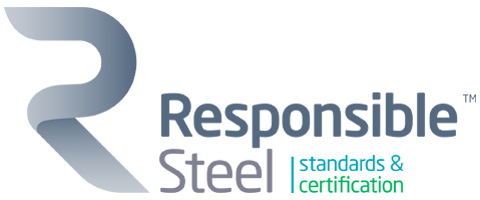 Responsible™
Steel
standards &
certification